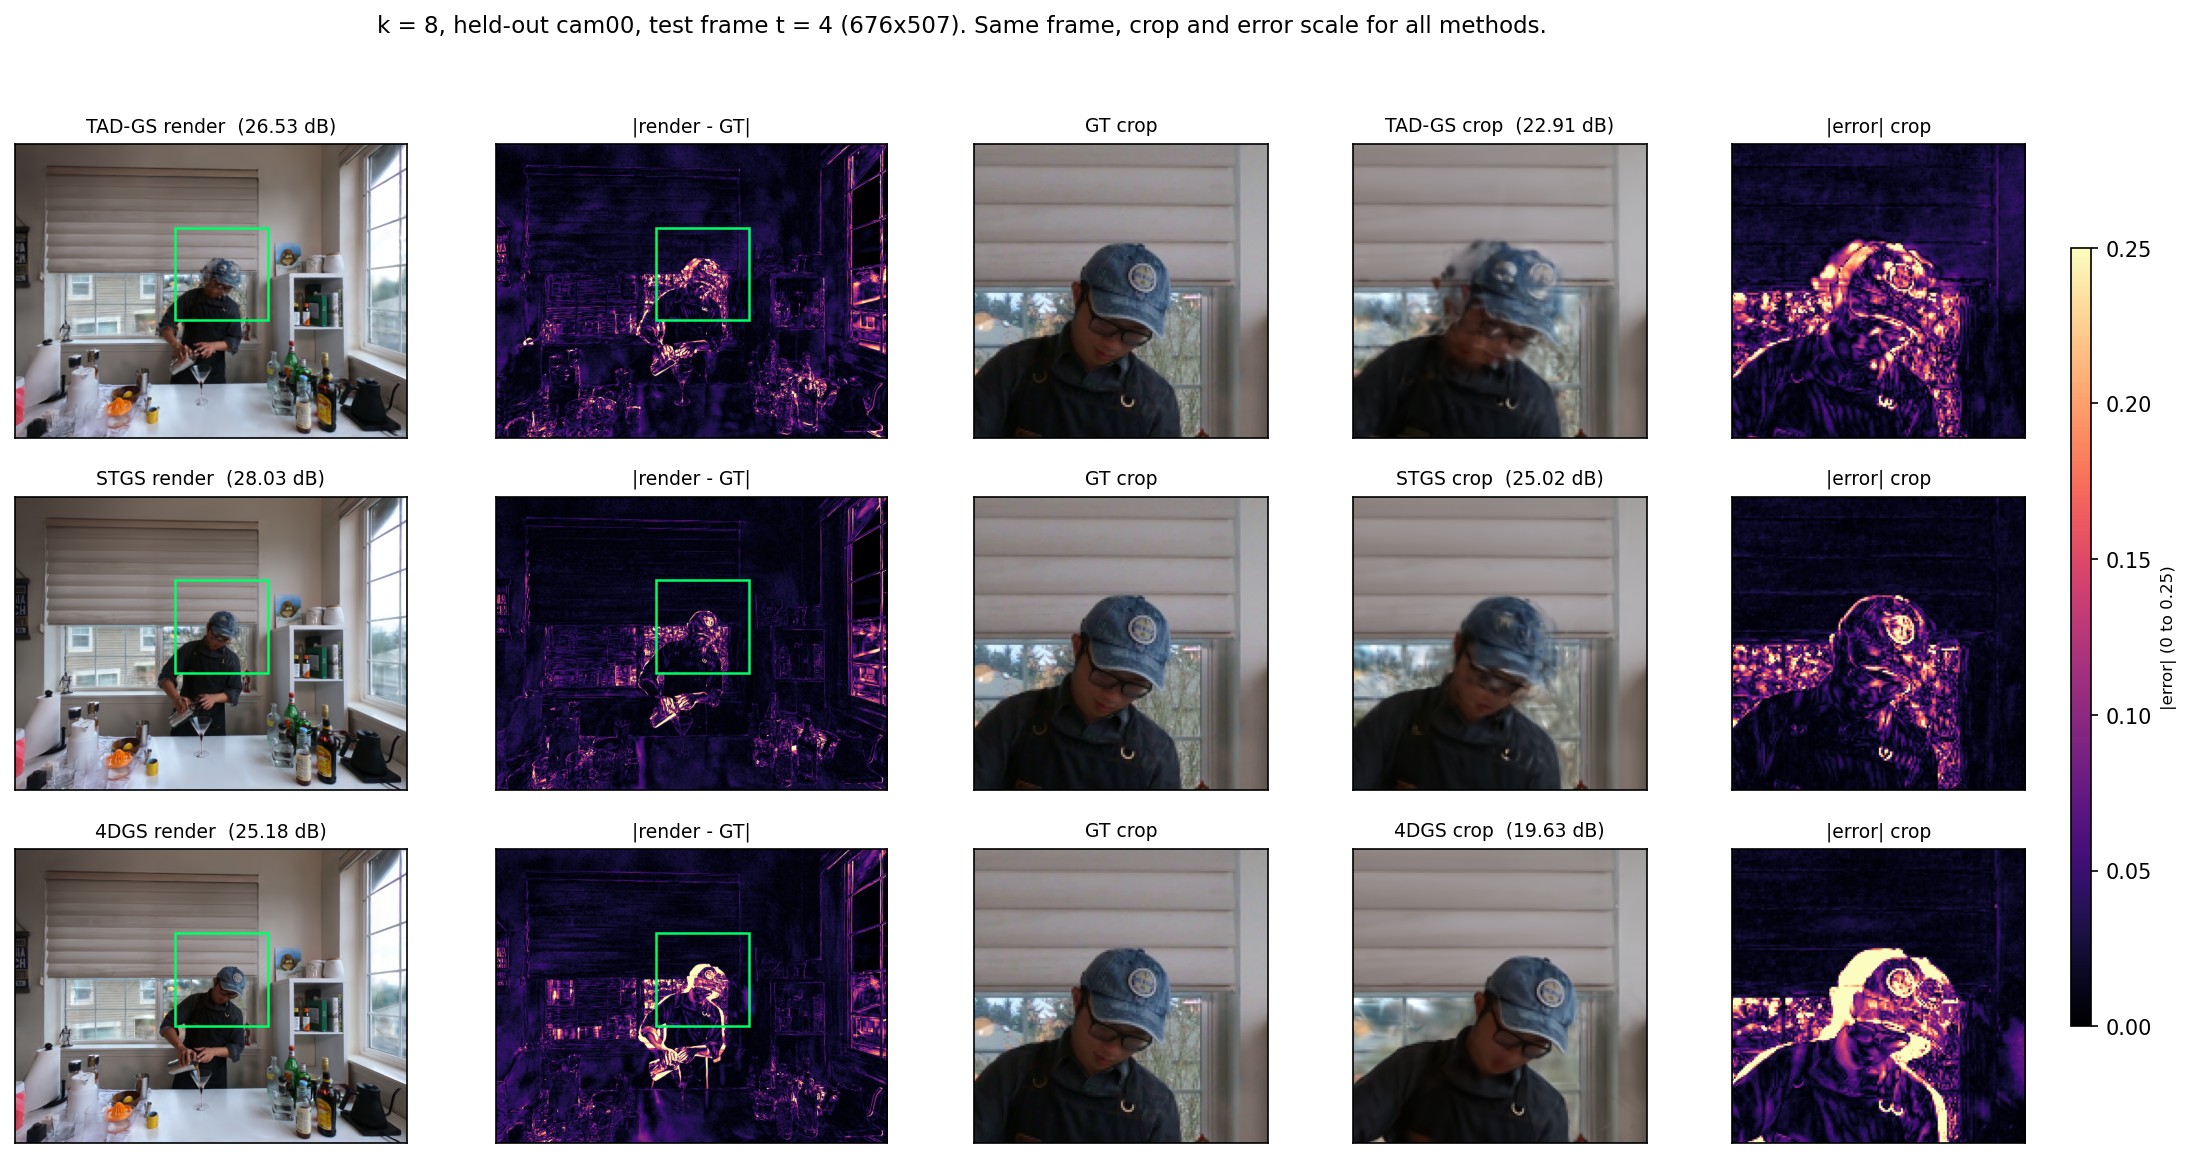 k = 8, held-out cam00, test frame t = 4 (676x507). Same frame, crop and error scale for all methods.
TAD-GS render (26.53 dB)
|render - GT|
GT crop
TAD-GS crop (22.91 dB)
|error| crop
STGS render (28.03 dB)
|render - GT|
GT crop
STGS crop (25.02 dB)
|error| crop
4DGS render (25.18 dB)
|render - GT|
GT crop
4DGS crop (19.63 dB)
|error| crop
0.25
0.20
0.15
0.10
0.05
0.00
|error| (0 to 0.25)